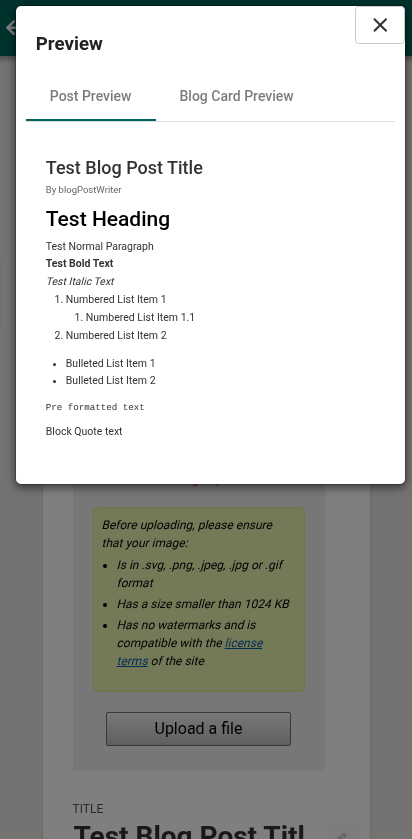 Preview
Post Preview
Blog Card Preview
Test Blog Post Title
By blogPostWriter
Test Heading
Test Normal Paragraph
Test Bold Text
Test Italic Text
1. Numbered List Item 1
1. Numbered List Item 1.1
2. Numbered List Item 2
• Bulleted List Item 1
• Bulleted List Item 2
Pre formatted text
Block Quote text
Before uploading, please ensure
that your image:
• Is in .svg, .png, .jpeg, .jpg or .gif
format
• Has a size smaller than 1024 KB
• Has no watermarks and is
compatible with the license
terms of the site
Upload a file
TITLE
Test Blog Post Titl